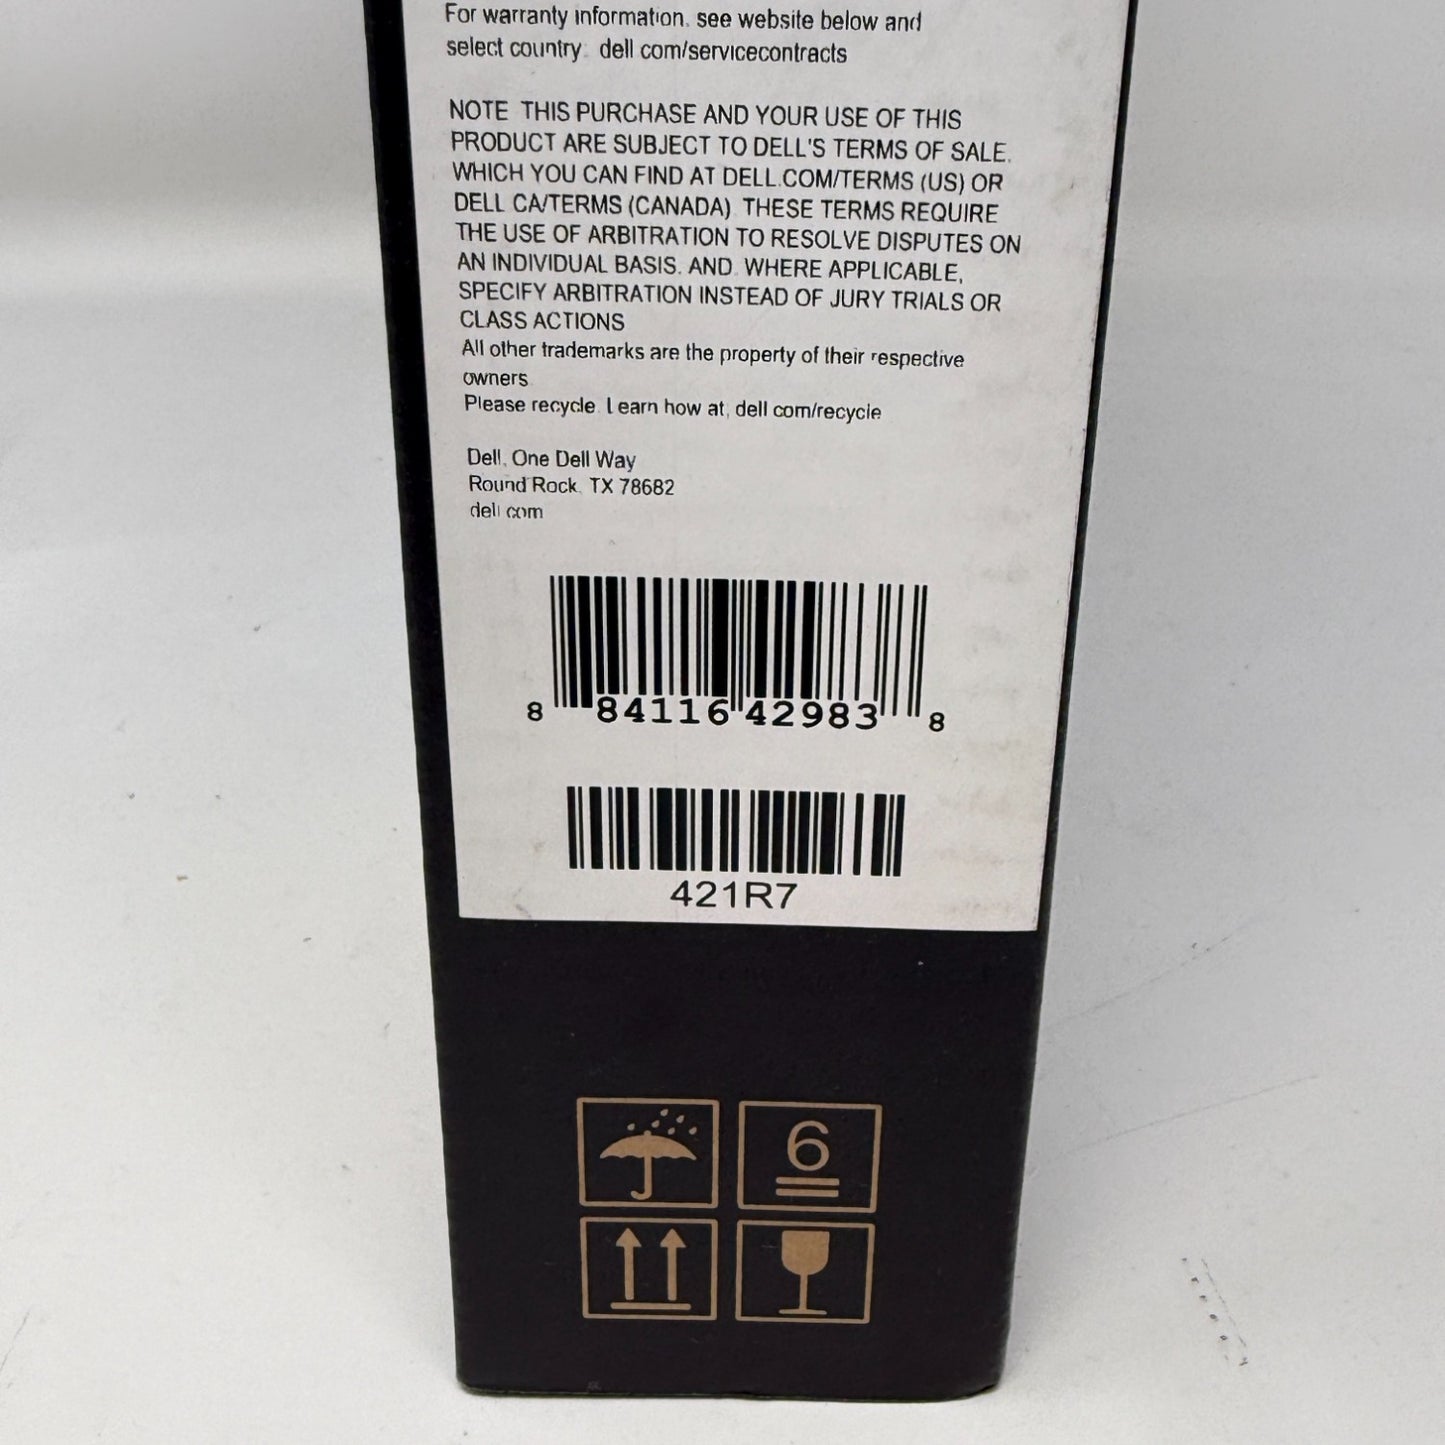 For warranty information. see website below and
select country: dell com/servicecontracts
NOTE THIS PURCHASE AND YOUR USE OF THIS
PRODUCT ARE SUBJECT TO DELL'S TERMS OF SALE.
WHICH YOU CAN FIND AT DELL.COM/TERMS (US) OR
DELL CA/TERMS (CANADA) THESE TERMS REQUIRE
THE USE OF ARBITRATION TO RESOLVE DISPUTES ON
AN INDIVIDUAL BASIS. AND. WHERE APPLICABLE,
SPECIFY ARBITRATION INSTEAD OF JURY TRIALS OR
CLASS ACTIONS
All other trademarks are the property of their respective
owners
Please recycle. Learn how at, dell com/recycle
Dell, One Dell Way
Round Rock, TX 78682
dell com
8 84116 42983 8
421R7
6